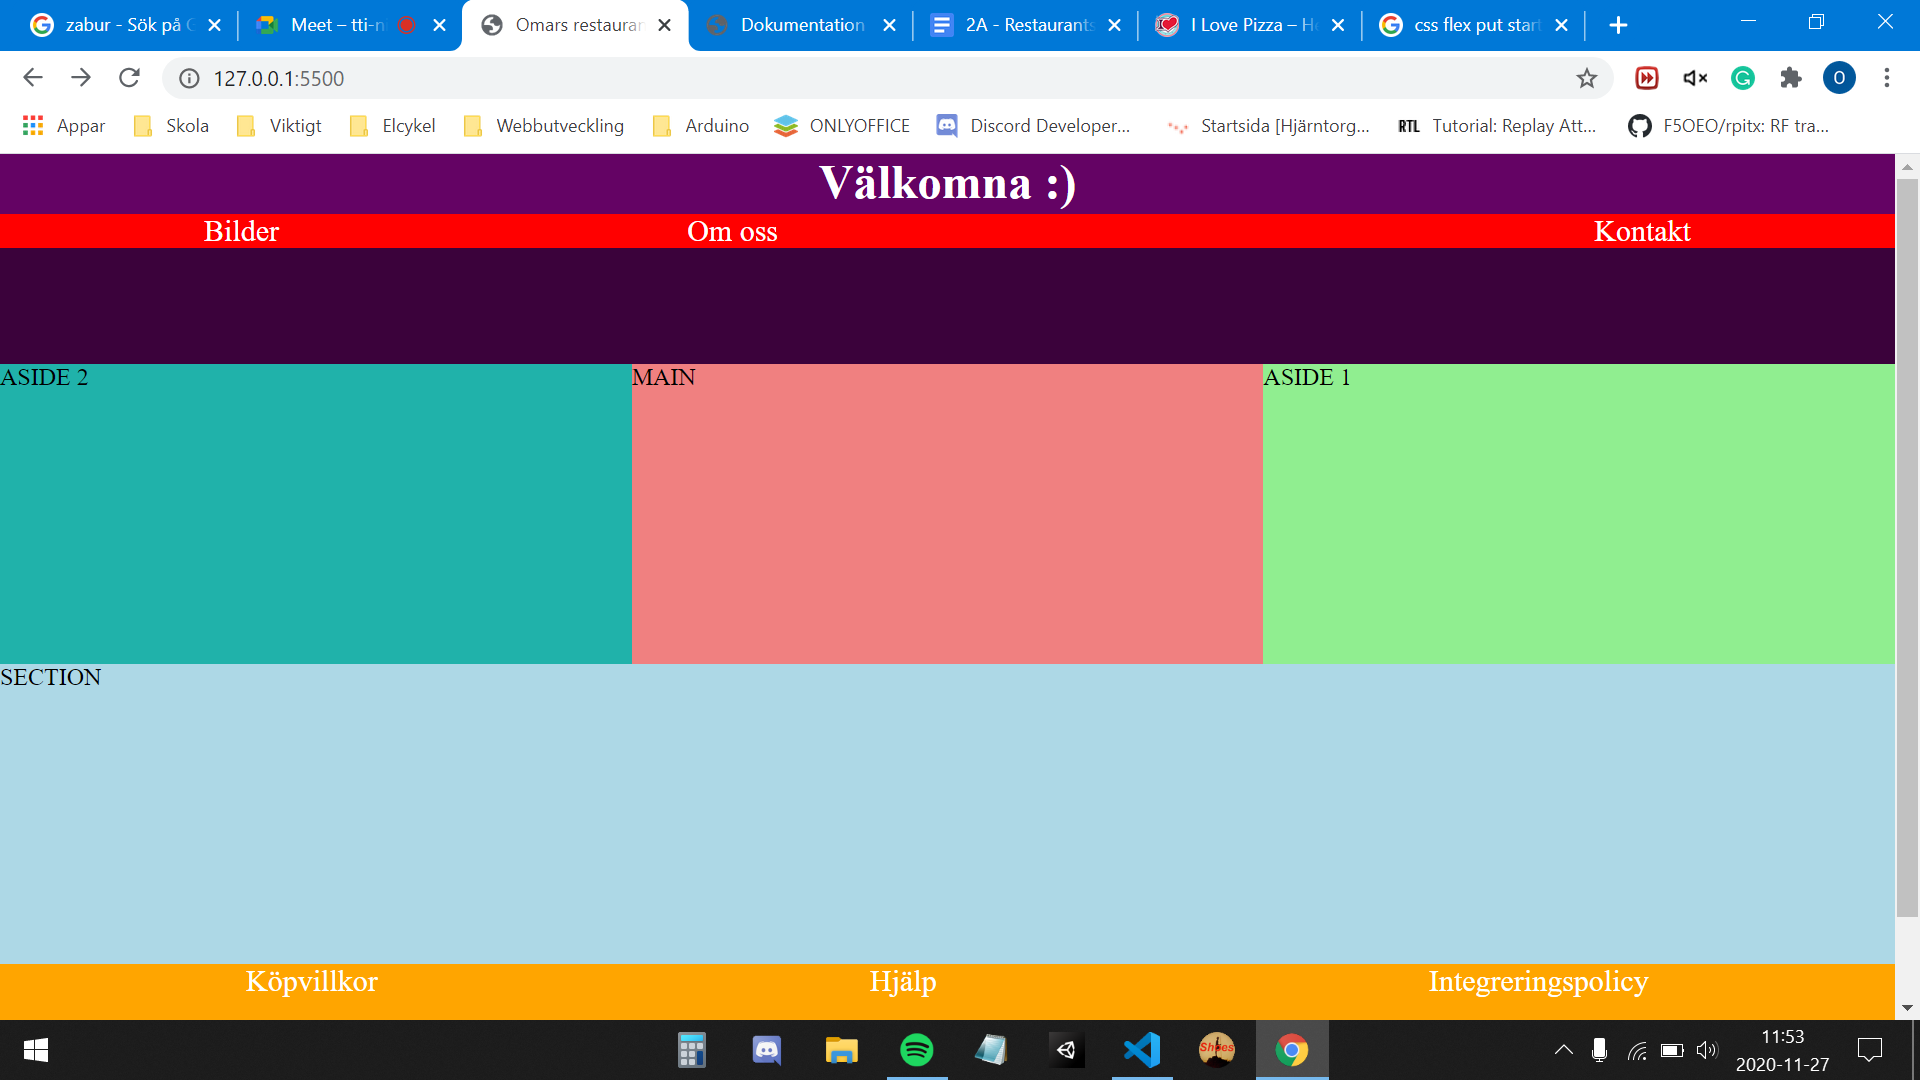 zabur - Sök på G
Meet – tti-n
Omars restaurar
Dokumentation
2A - Restaurants
I Love Pizza – Ho
css flex put start
127.0.0.1:5500
O
Appar
Skola
Viktigt
Elcykel
Webbutveckling
Arduino
ONLYOFFICE
Discord Developer...
Startsida [Hjärntorg...
RTL
Tutorial: Replay Att...
F5OEO/rpitx: RF tra...
Välkomna :)
Bilder
Om oss
Kontakt
ASIDE 2
MAIN
ASIDE 1
SECTION
Köpvillkor
Hjälp
Integreringspolicy
Shoes
11:53
2020-11-27